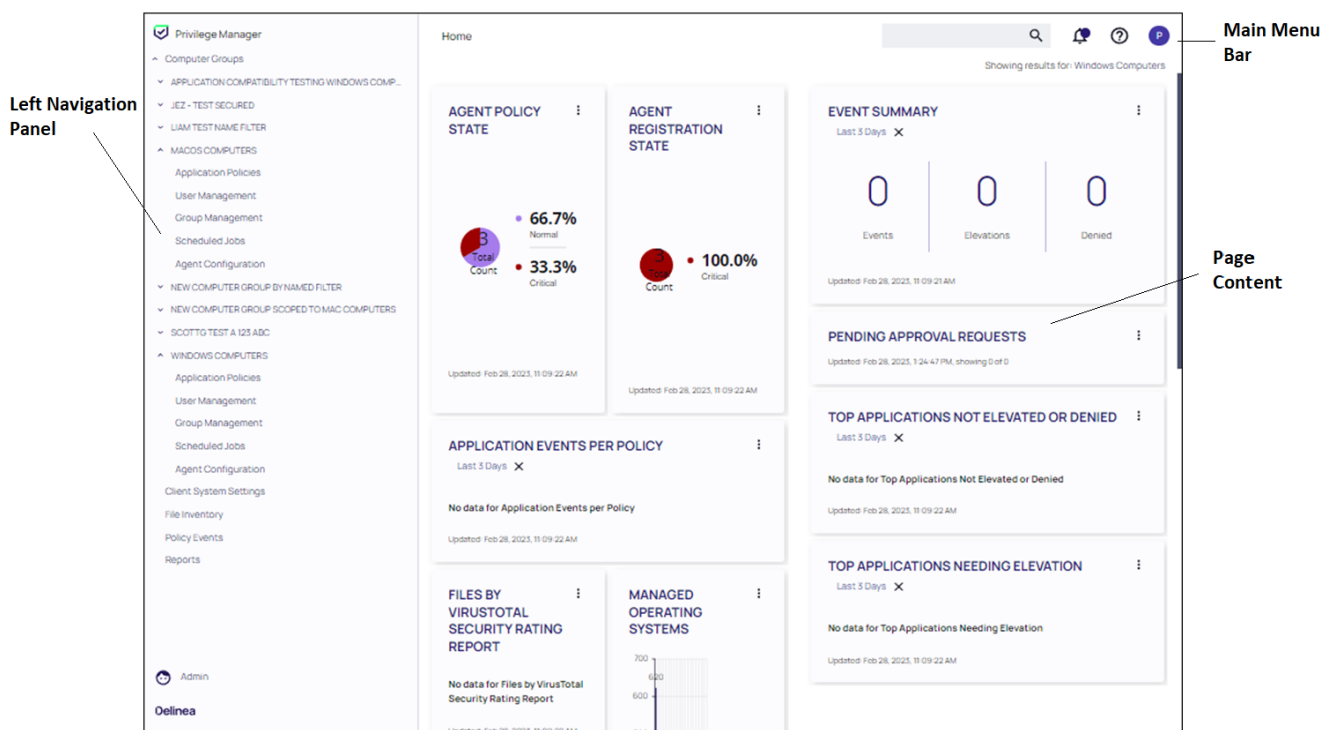 Left Navigation
Panel
Privilege Manager
Computer Groups
APPLICATION COMPATIBILITY TESTING WINDOWS COMP...
JEZ - TEST SECURED
LIAM TEST NAME FILTER
MACOS COMPUTERS
Application Policies
User Management
Group Management
Scheduled Jobs
Agent Configuration
NEW COMPUTER GROUP BY NAMED FILTER
NEW COMPUTER GROUP SCOPED TO MAC COMPUTERS
SCOTTG TEST A 123 ABC
WINDOWS COMPUTERS
Application Policies
User Management
Group Management
Scheduled Jobs
Agent Configuration
Client System Settings
File Inventory
Policy Events
Reports
Admin
Delinea
Home
P
Main Menu
Bar
Showing results for: Windows Computers
AGENT POLICY
STATE
3
Total
Count
66.7%
Normal
33.3%
Critical
Updated: Feb 28, 2023, 11:09:22 AM
AGENT
REGISTRATION
STATE
3
Total
Count
100.0%
Critical
Updated: Feb 28, 2023, 11:09:22 AM
APPLICATION EVENTS PER POLICY
Last 3 Days
No data for Application Events per Policy
Updated: Feb 28, 2023, 11:09:22 AM
FILES BY
VIRUSTOTAL
SECURITY RATING
REPORT
No data for Files by VirusTotal
Security Rating Report
MANAGED
OPERATING
SYSTEMS
700
620
600
EVENT SUMMARY
Last 3 Days
0 0 0
Events Elevations Denied
Updated: Feb 28, 2023, 11:09:21 AM
PENDING APPROVAL REQUESTS
Updated: Feb 28, 2023, 1:24:47 PM, showing 0 of 0
TOP APPLICATIONS NOT ELEVATED OR DENIED
Last 3 Days
No data for Top Applications Not Elevated or Denied
Updated: Feb 28, 2023, 11:09:22 AM
TOP APPLICATIONS NEEDING ELEVATION
Last 3 Days
No data for Top Applications Needing Elevation
Updated: Feb 28, 2023, 11:09:22 AM
Page
Content